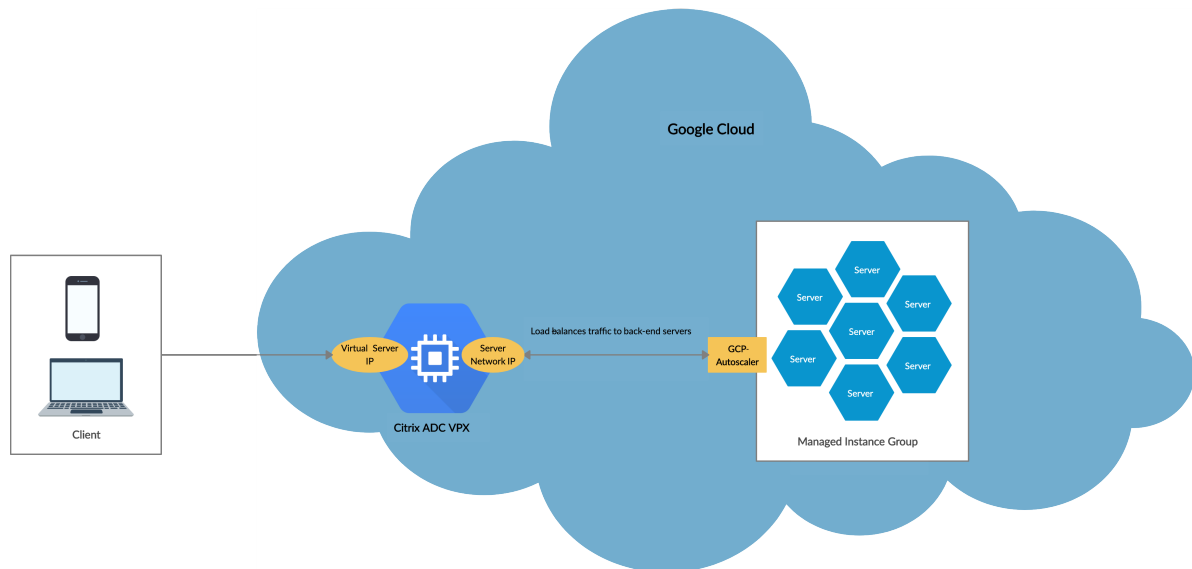 Google Cloud
Client
Virtual Server
IP
Server
Network IP
Citrix ADC VPX
Load balances traffic to back-end servers
GCP-
Autoscaler
Server
Server
Server
Server
Server
Server
Server
Managed Instance Group